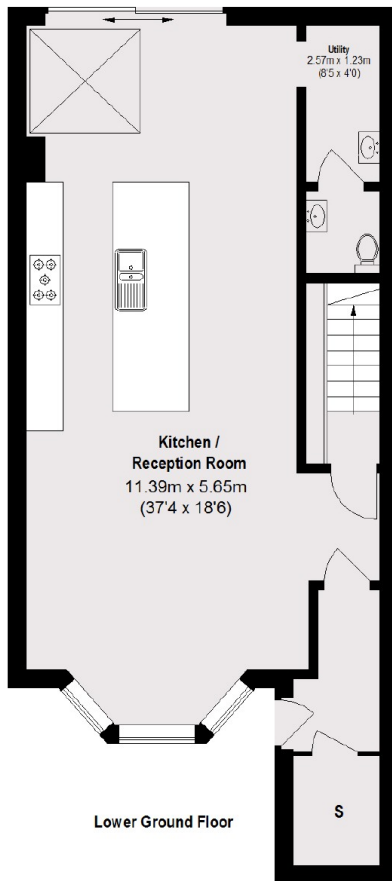 Utility
2.57m x 1.23m
(8'5 x 4'0)
Kitchen /
Reception Room
11.39m x 5.65m
(37'4 x 18'6)
S
Lower Ground Floor